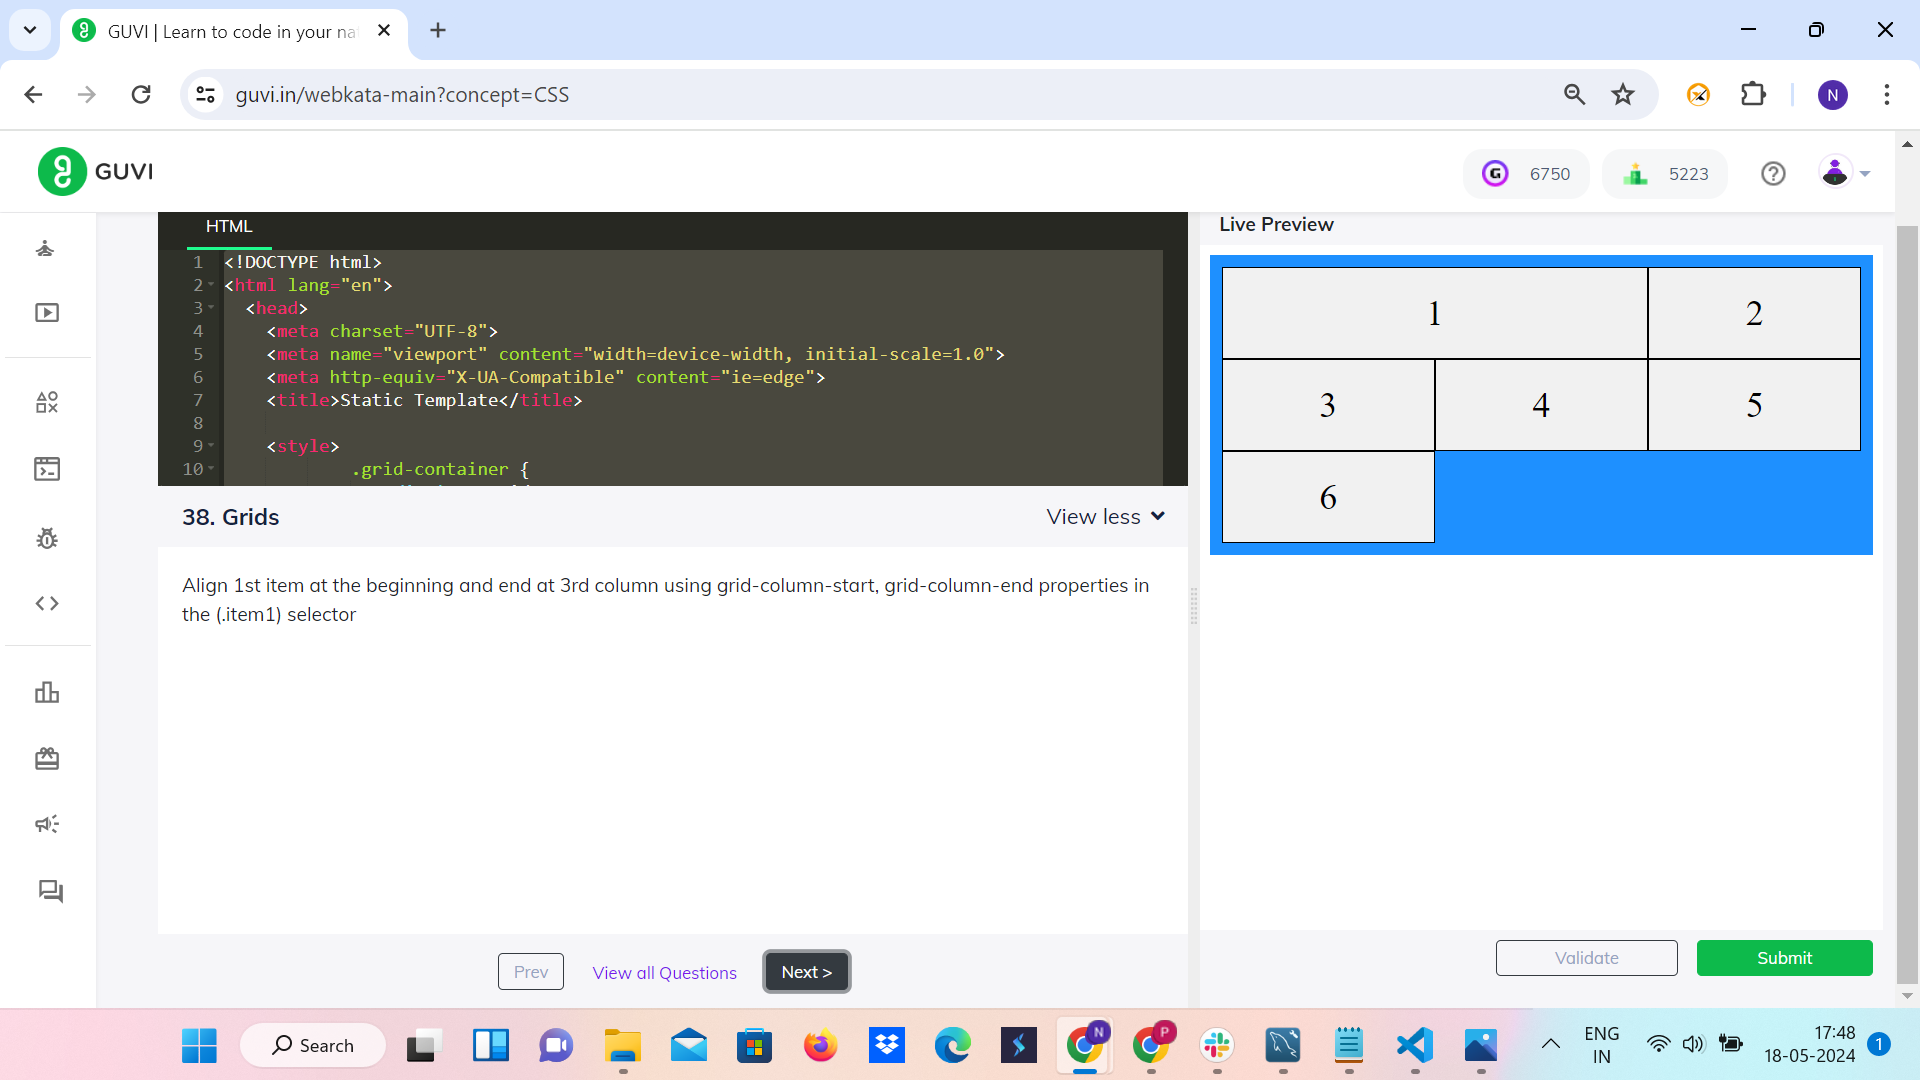 GUVI | Learn to code in your na
guvi.in/webkata-main?concept=CSS
N
GUVI
G 6750
5223
HTML
Live Preview
1 <!DOCTYPE html>
2 <html lang="en">
3 <head>
4 <meta charset="UTF-8">
5 <meta name="viewport" content="width=device-width, initial-scale=1.0">
6 <meta http-equiv="X-UA-Compatible" content="ie=edge">
7 <title>Static Template</title>
8
9 <style>
10 .grid-container {
1 2
3 4 5
6
38. Grids
View less
Align 1st item at the beginning and end at 3rd column using grid-column-start, grid-column-end properties in
the (.item1) selector
Prev
View all Questions
Next >
Validate
Submit
Search
N
P
ENG
IN
17:48
18-05-2024
1